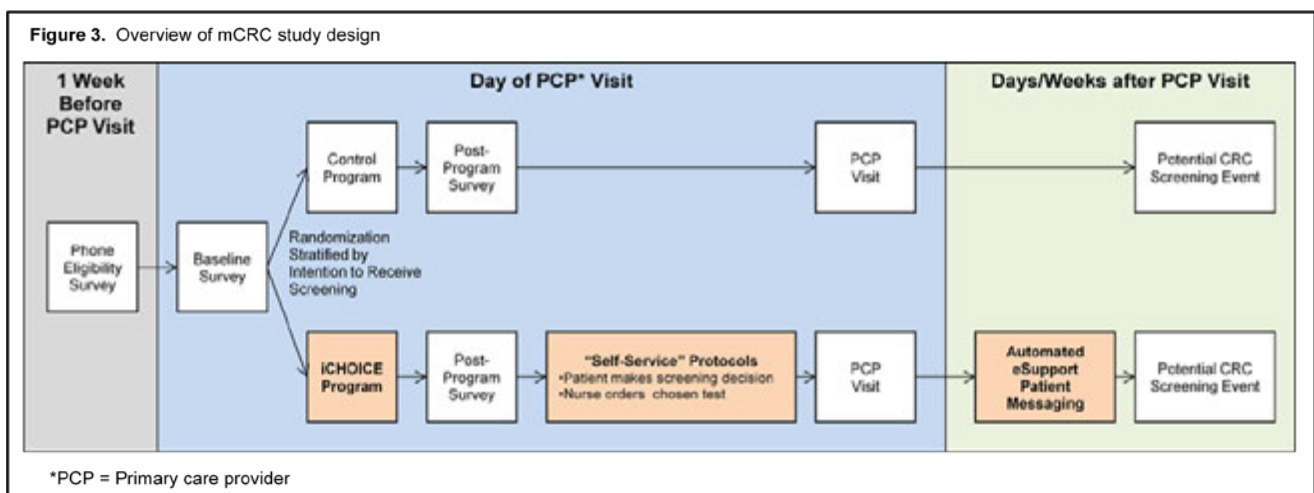 Figure 3. Overview of mCRC study design
1 Week
Before
PCP Visit
Day of PCP* Visit
Days/Weeks after PCP Visit
Phone
Eligibility
Survey
Baseline
Survey
Randomization
Stratified by
Intention to Receive
Screening
Control
Program
Post-
Program
Survey
PCP
Visit
Potential CRC
Screening Event
iCHOICE
Program
Post-
Program
Survey
"Self-Service" Protocols
•Patient makes screening decision
•Nurse orders chosen test
PCP
Visit
Automated
eSupport
Patient
Messaging
Potential CRC
Screening Event
*PCP = Primary care provider